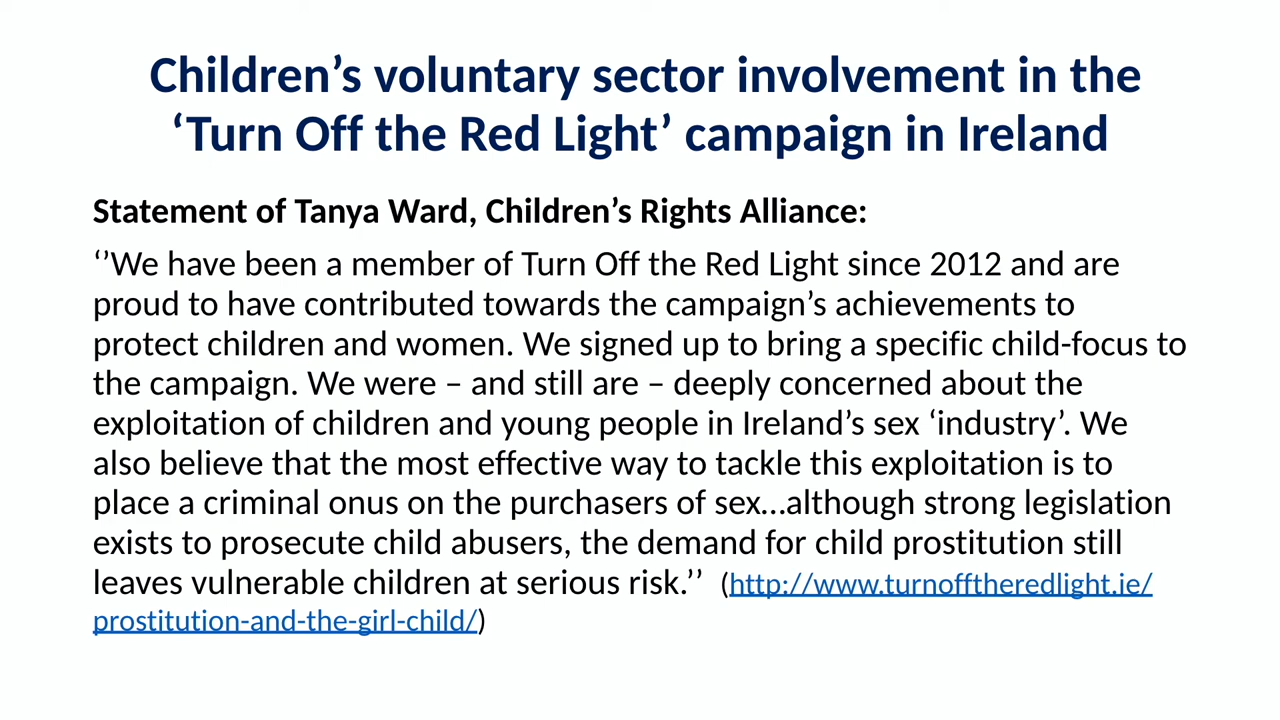 Children’s voluntary sector involvement in the
‘Turn Off the Red Light’ campaign in Ireland
Statement of Tanya Ward, Children’s Rights Alliance:
‘’We have been a member of Turn Off the Red Light since 2012 and are
proud to have contributed towards the campaign’s achievements to
protect children and women. We signed up to bring a specific child-focus to
the campaign. We were – and still are – deeply concerned about the
exploitation of children and young people in Ireland’s sex ‘industry’. We
also believe that the most effective way to tackle this exploitation is to
place a criminal onus on the purchasers of sex…although strong legislation
exists to prosecute child abusers, the demand for child prostitution still
leaves vulnerable children at serious risk.’’ (http://www.turnofftheredlight.ie/
prostitution-and-the-girl-child/)